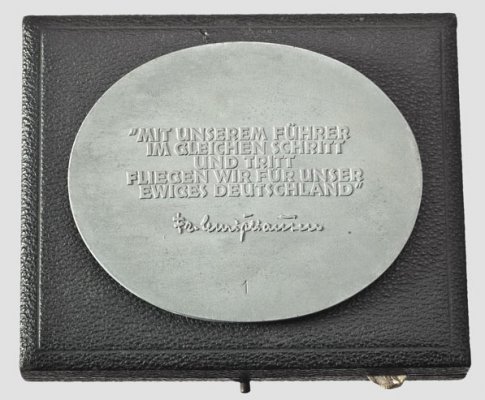 "MIT UNSEREM FÜHRER
IM GLEICHEN SCHRITT
UND TRITT
FLIEGEN WIR FÜR UNSER
EWIGES DEUTSCHLAND"
1